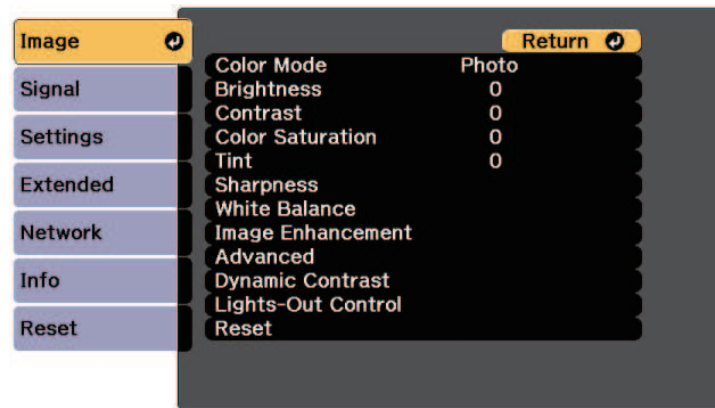 Image
Signal
Settings
Extended
Network
Info
Reset
Return
Color Mode Photo
Brightness 0
Contrast 0
Color Saturation 0
Tint 0
Sharpness
White Balance
Image Enhancement
Advanced
Dynamic Contrast
Lights-Out Control
Reset